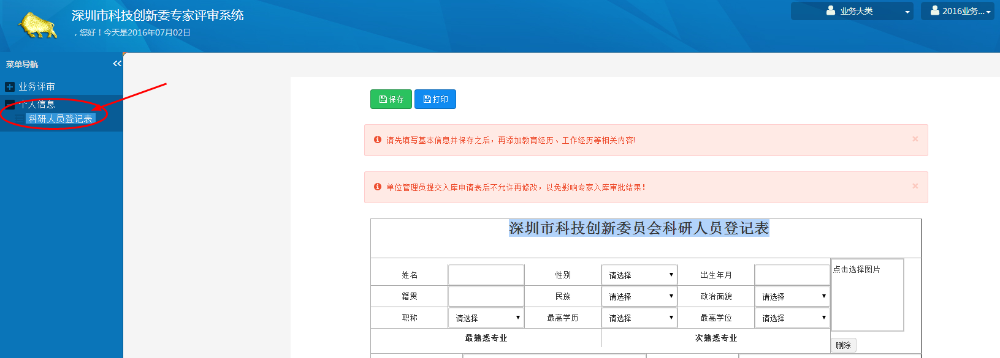 深圳市科技创新委专家评审系统
，您好！今天是2016年07月02日
业务大类
2016业务...
菜单导航
业务评审
个人信息
科研人员登记表
保存 打印
请先填写基本信息并保存之后，再添加教育经历、工作经历等相关内容!
单位管理员提交入库申请表后不允许再修改，以免影响专家入库审批结果！
深圳市科技创新委员会科研人员登记表
姓名 性别 请选择 出生年月 点击选择图片
籍贯 民族 请选择 政治面貌 请选择
职称 请选择 最高学历 请选择 最高学位 请选择
最熟悉专业 次熟悉专业
删除